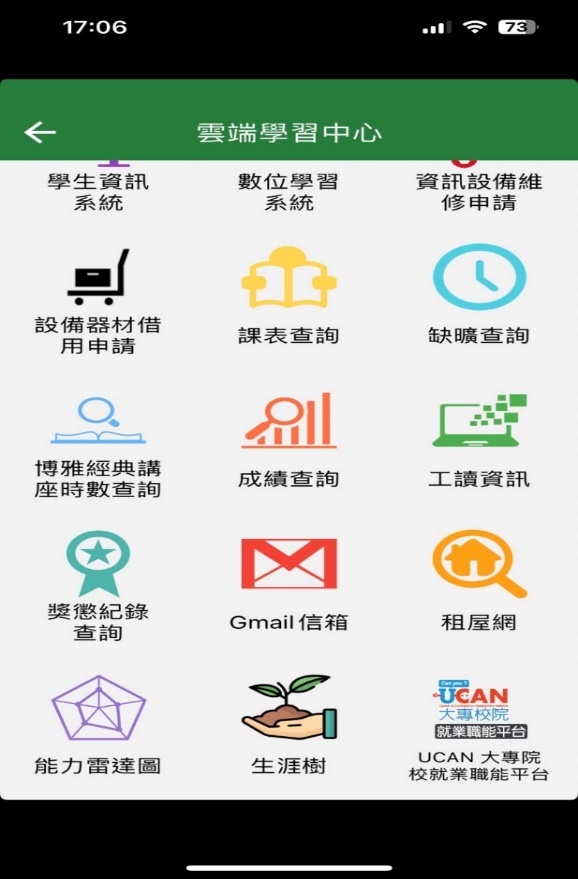 17:06
73
雲端學習中心
學生資訊
系統
數位學習
系統
資訊設備維
修申請
設備器材借
用申請
課表查詢
缺曠查詢
博雅經典講
座時數查詢
成績查詢
工讀資訊
獎懲紀錄
查詢
Gmail 信箱
租屋網
能力雷達圖
生涯樹
Can you ?
UCAN
大專校院
就業職能平台
UCAN 大專院
校就業職能平台